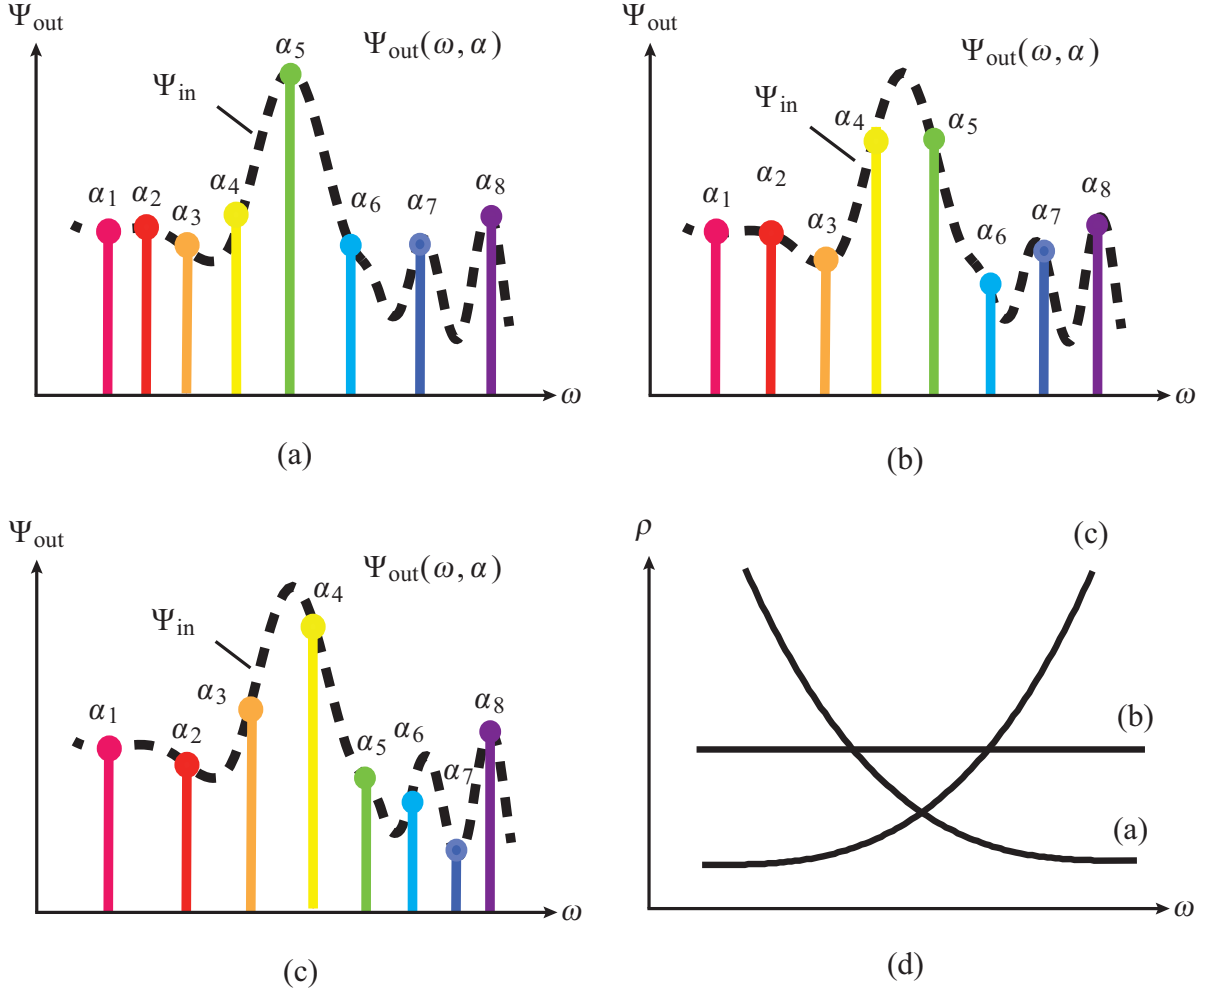 Ψout
Ψout(ω, α)
Ψin
α1
α2
α3
α4
α5
α6
α7
α8
ω
(a)
Ψout
Ψout(ω, α)
Ψin
α1
α2
α3
α4
α5
α6
α7
α8
ω
(b)
Ψout
Ψout(ω, α)
Ψin
α1
α2
α3
α4
α5
α6
α7
α8
ω
(c)
ρ
(c)
(b)
(a)
ω
(d)